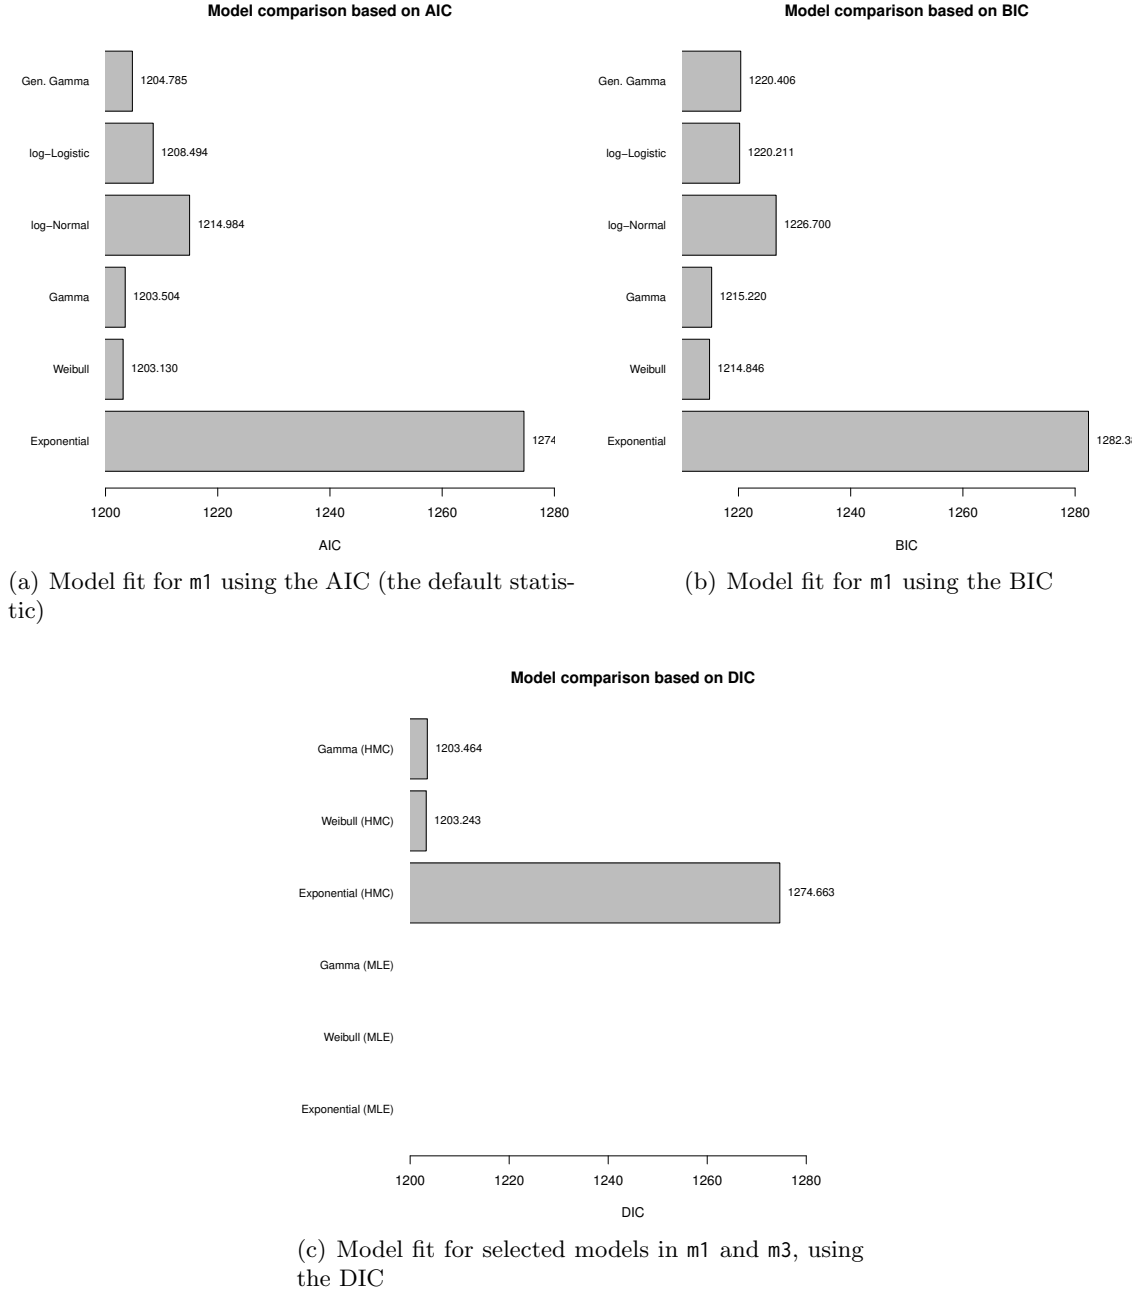 Model comparison based on AIC
Gen. Gamma 1204.785
log−Logistic 1208.494
log−Normal 1214.984
Gamma 1203.504
Weibull 1203.130
Exponential 1274
1200 1220 1240 1260 1280
AIC
(a) Model fit for m1 using the AIC (the default statis-
tic)
Model comparison based on BIC
Gen. Gamma 1220.406
log−Logistic 1220.211
log−Normal 1226.700
Gamma 1215.220
Weibull 1214.846
Exponential 1282.3
1220 1240 1260 1280
BIC
(b) Model fit for m1 using the BIC
Model comparison based on DIC
Gamma (HMC) 1203.464
Weibull (HMC) 1203.243
Exponential (HMC) 1274.663
Gamma (MLE)
Weibull (MLE)
Exponential (MLE)
1200 1220 1240 1260 1280
DIC
(c) Model fit for selected models in m1 and m3, using
the DIC